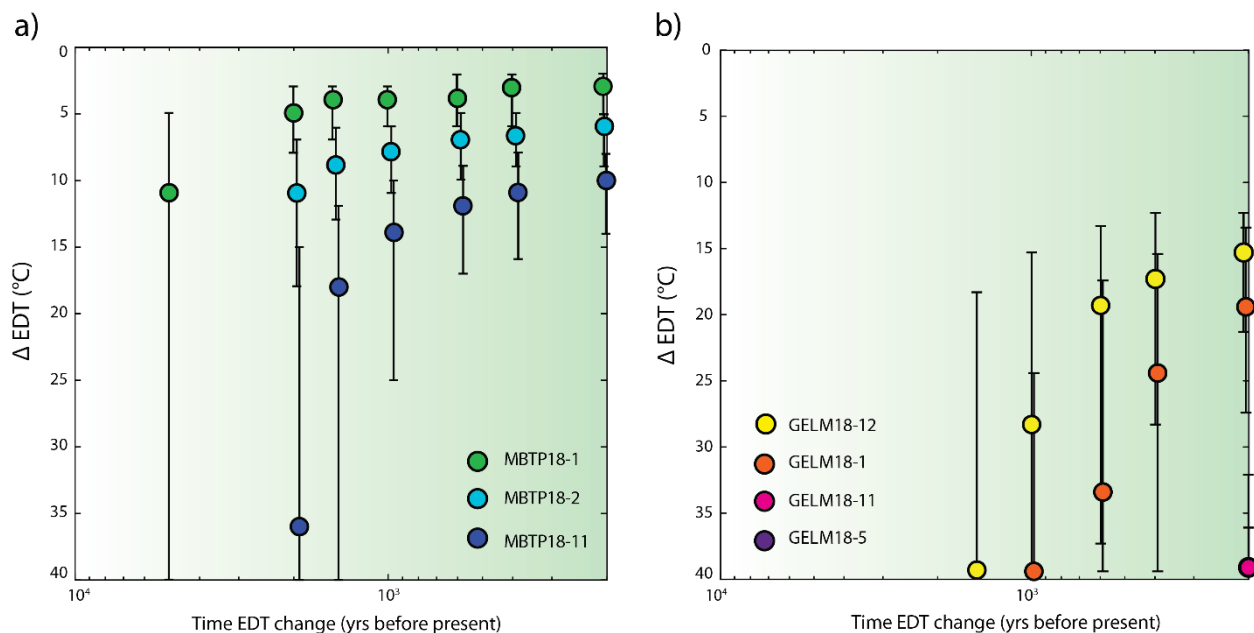 a)
0
5
10
15
20
25
30
35
40
Δ EDT (°C)
10⁴
10³
Time EDT change (yrs before present)
MBTP18-1
MBTP18-2
MBTP18-11
b)
0
5
10
15
20
25
30
35
40
Δ EDT (°C)
10⁴
10³
Time EDT change (yrs before present)
GELM18-12
GELM18-1
GELM18-11
GELM18-5